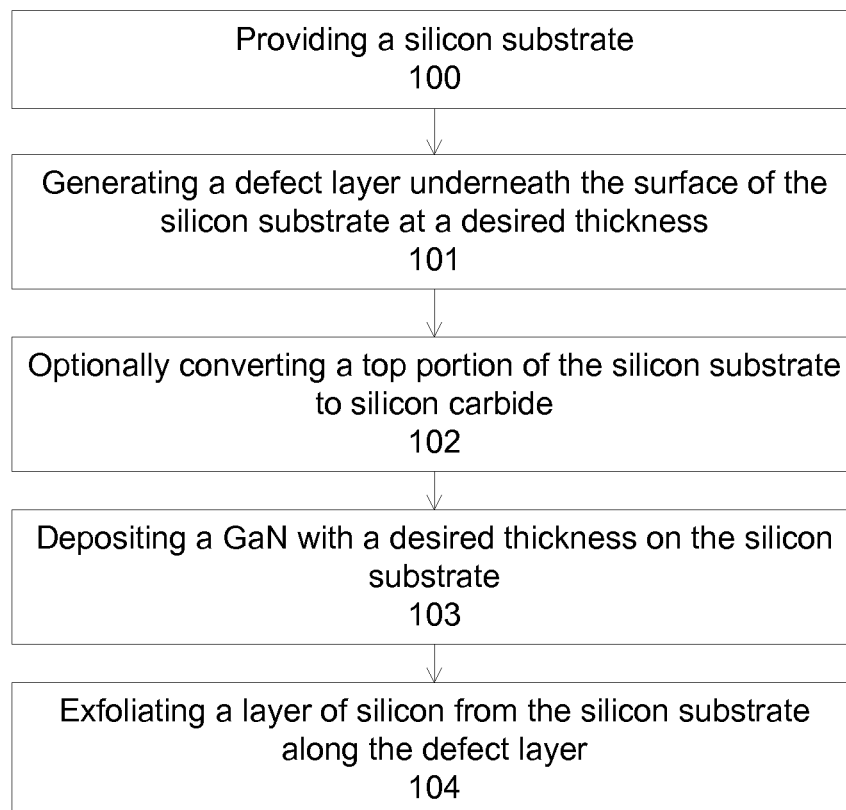 Providing a silicon substrate
100
Generating a defect layer underneath the surface of the
silicon substrate at a desired thickness
101
Optionally converting a top portion of the silicon substrate
to silicon carbide
102
Depositing a GaN with a desired thickness on the silicon
substrate
103
Exfoliating a layer of silicon from the silicon substrate
along the defect layer
104